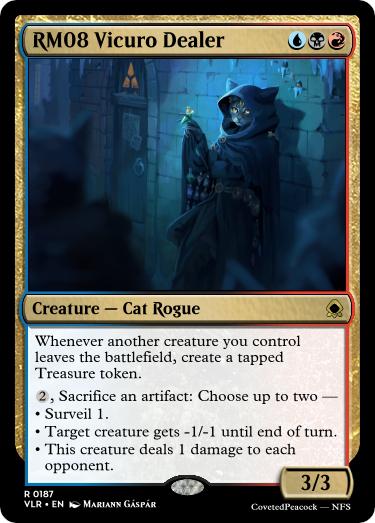 RM08 Vicuro Dealer
Creature — Cat Rogue
Whenever another creature you control
leaves the battlefield, create a tapped
Treasure token.
2, Sacrifice an artifact: Choose up to two —
• Surveil 1.
• Target creature gets -1/-1 until end of turn.
• This creature deals 1 damage to each
opponent.
3/3
R 0187
VLR • EN Mariann Gáspár
CovetedPeacock — NFS